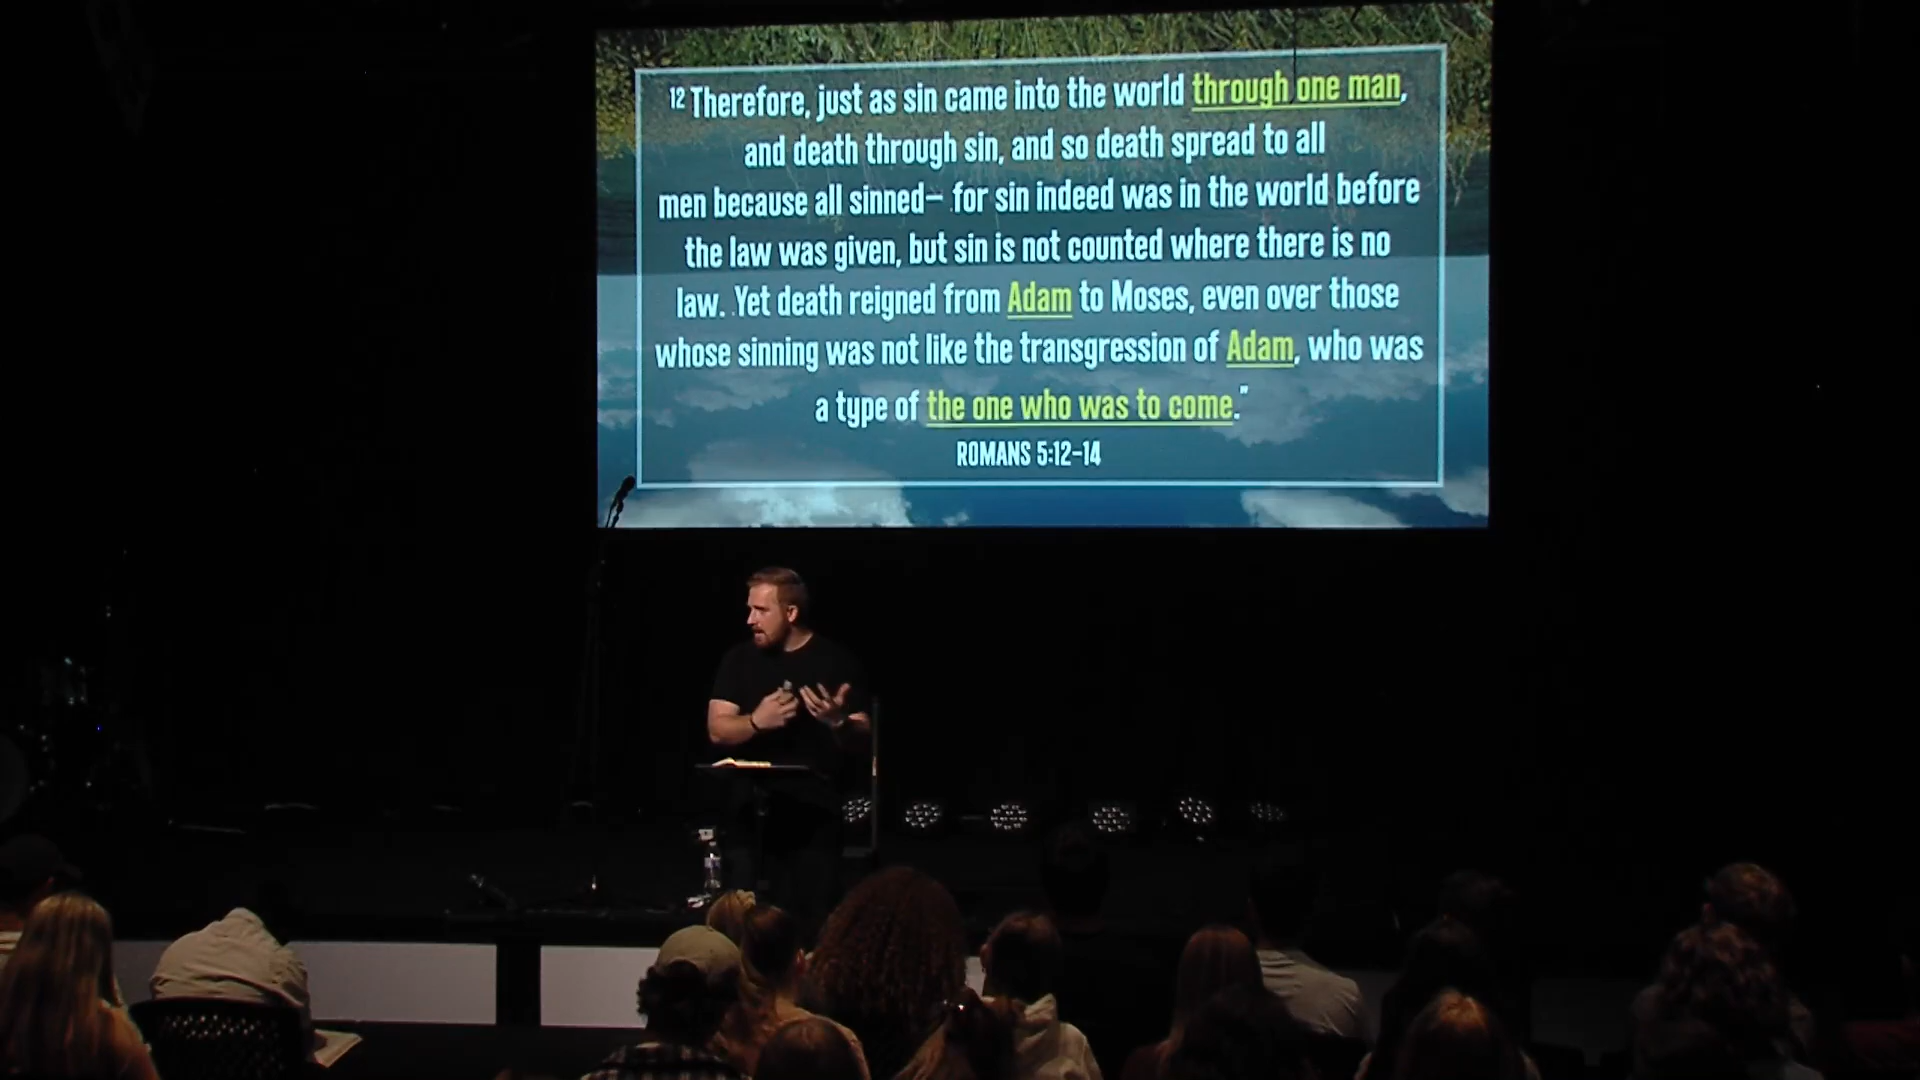 12 Therefore, just as sin came into the world through one man,
and death through sin, and so death spread to all
men because all sinned— for sin indeed was in the world before
the law was given, but sin is not counted where there is no
law. Yet death reigned from Adam to Moses, even over those
whose sinning was not like the transgression of Adam, who was
a type of the one who was to come.”
ROMANS 5:12–14